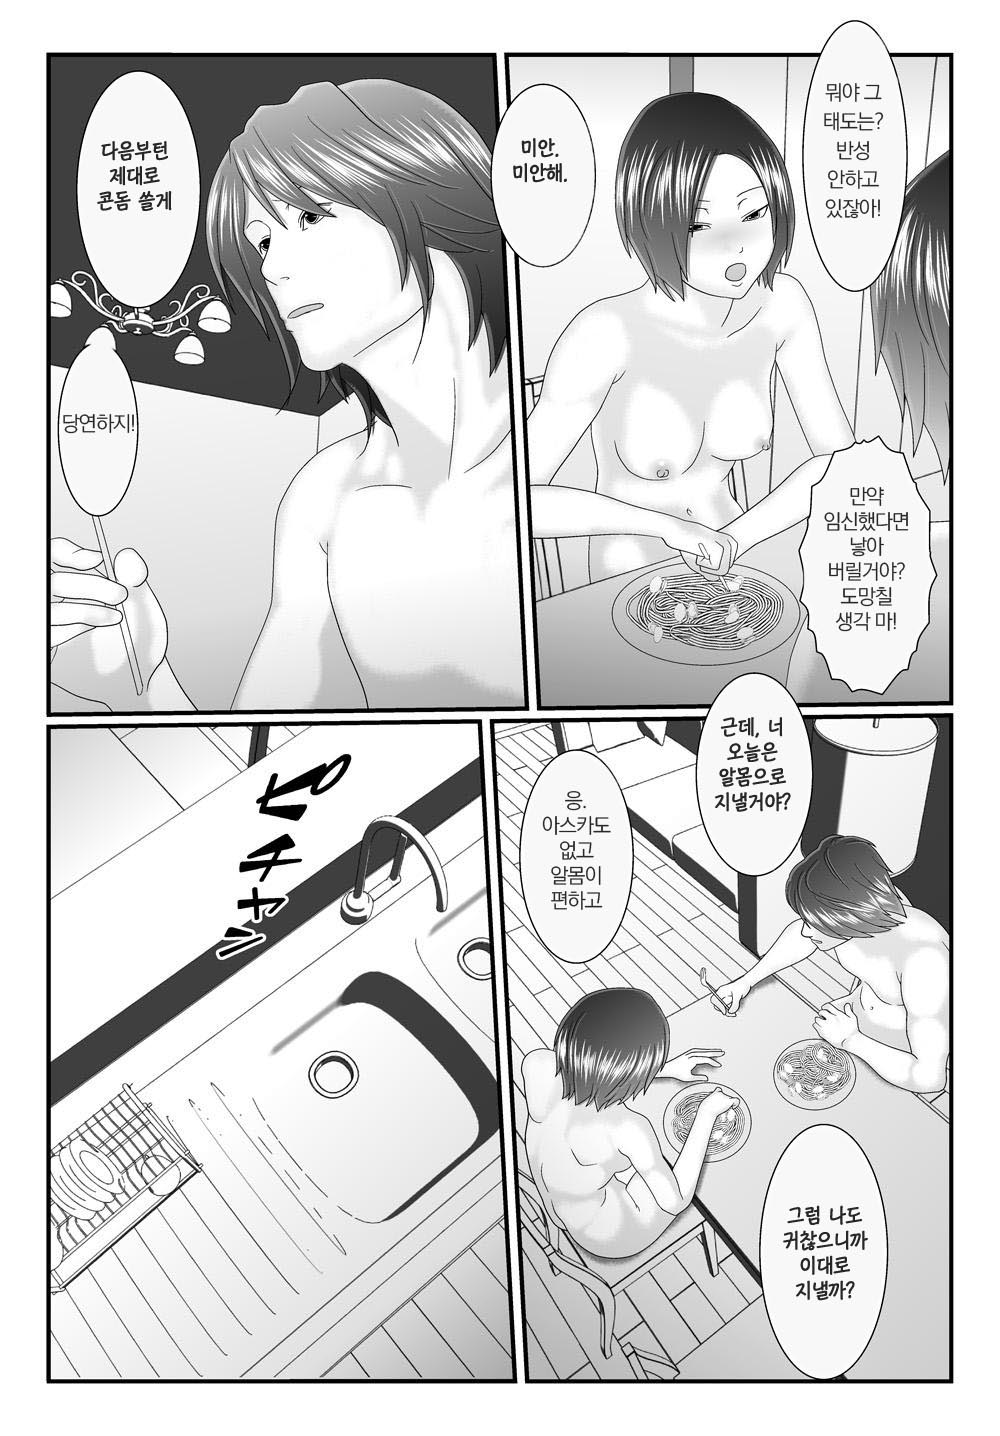 뭐야 그
태도는?
반성
안하고
있잖아!
미안.
미안해.
만약
임신했다면
낳아
버릴거야?
도망칠
생각 마!
다음부턴
제대로
콘돔 쓸게
당연하지!
근데, 너
오늘은
알몸으로
지낼거야?
응.
아스카도
없고
알몸이
편하고
그럼 나도
귀찮으니까
이대로
지낼까?
ピチャッ